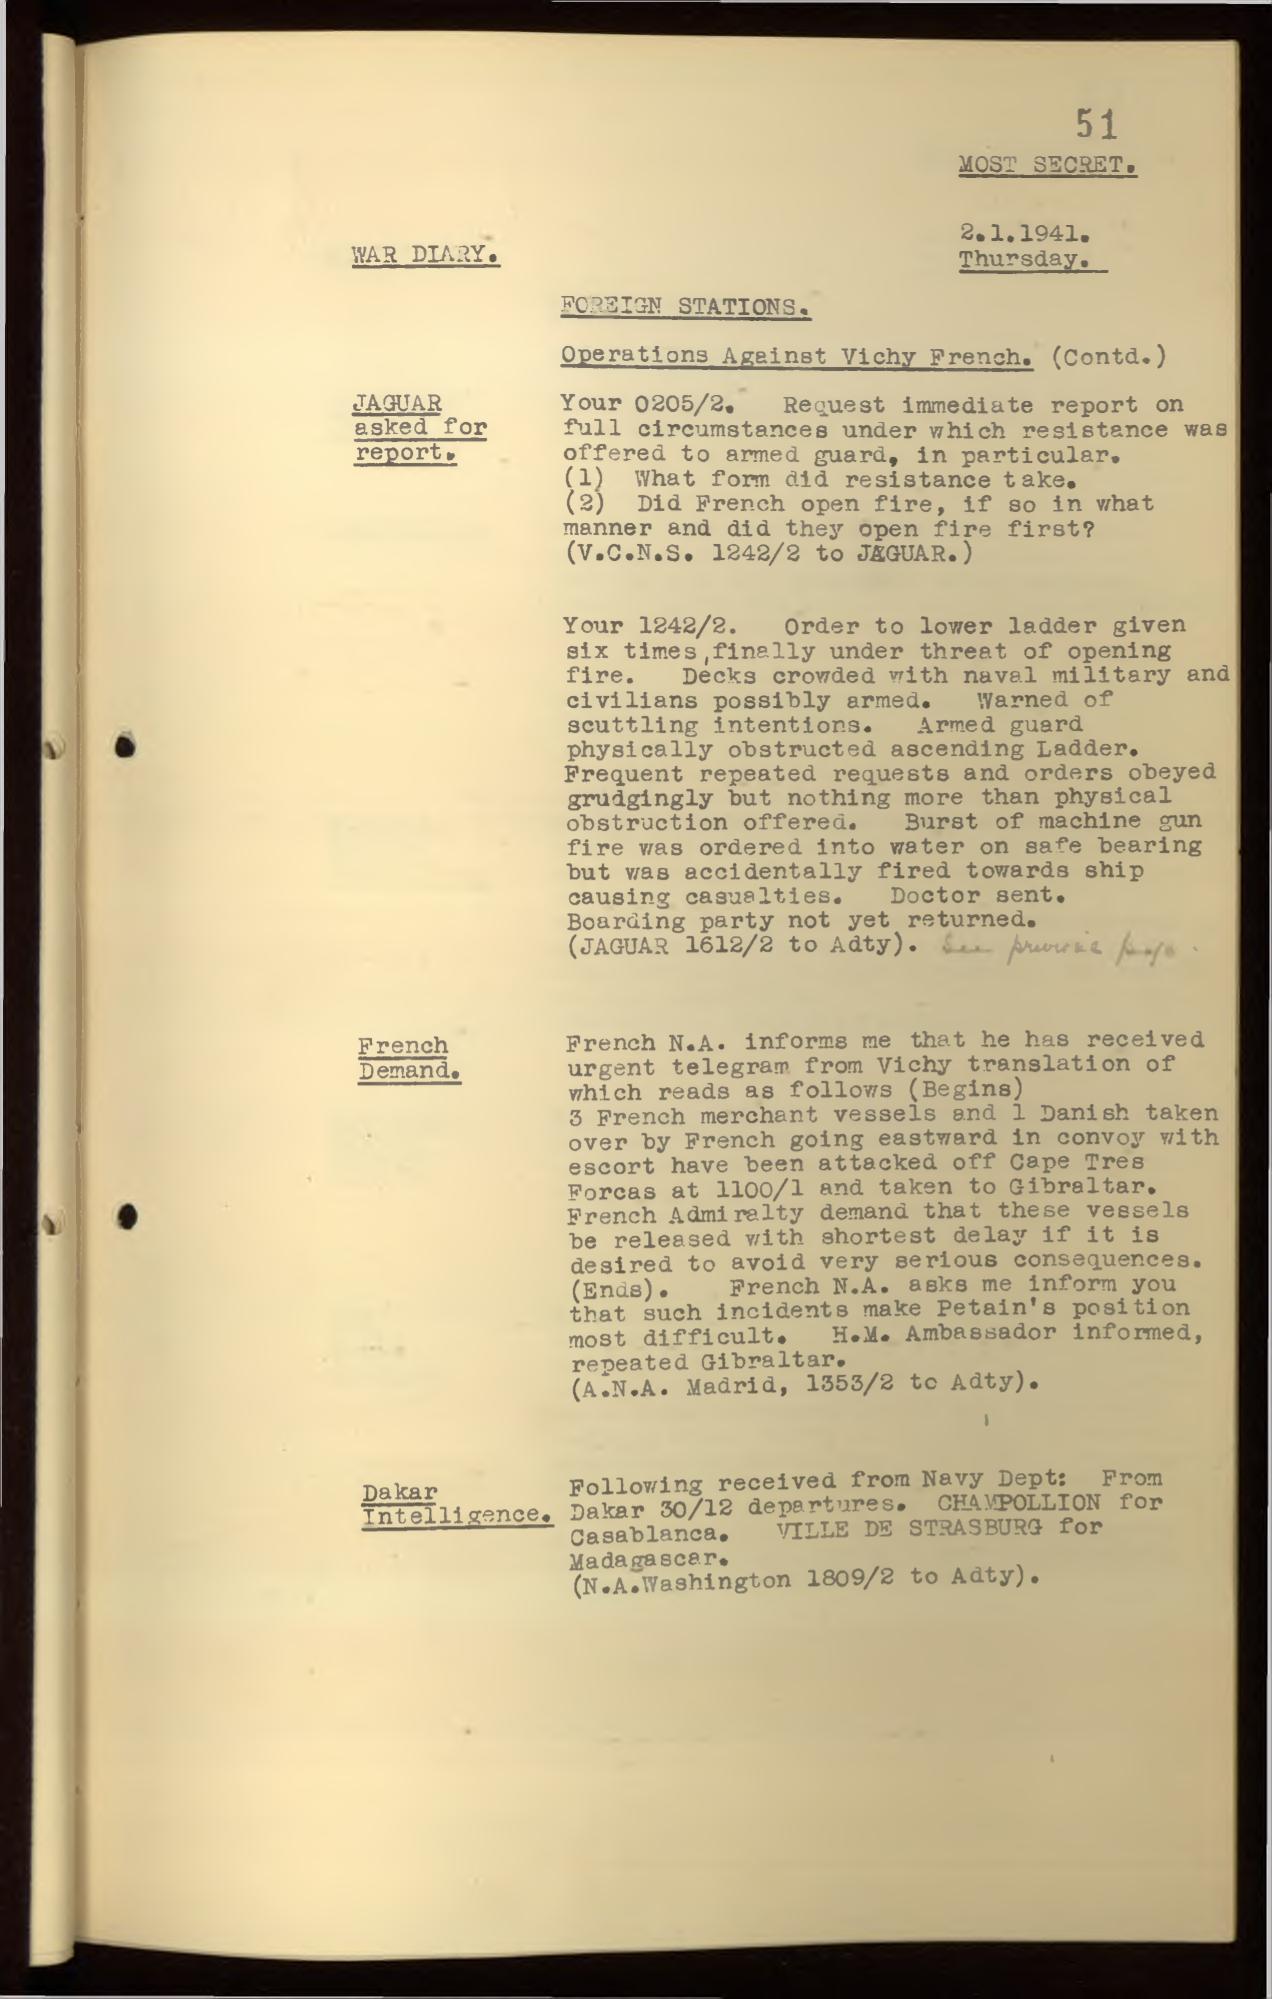 51
MOST SECRET.
2.1.1941.
WAR DIARY.
Thursday.
FOREIGN STATIONS.
Operations Against Vichy French. (Contd.)
JAGUAR
asked for
report.
Your 0205/2. Request immediate report on
full circumstances under which resistance was
offered to armed guard, in particular.
(1) What form did resistance take.
(2) Did French open fire, if so in what
manner and did they open fire first?
(V.C.N.S. 1242/2 to JAGUAR.)
Your 1242/2. Order to lower ladder given
six times,finally under threat of opening
fire. Decks crowded with naval military and
civilians possibly armed. Warned of
scuttling intentions. Armed guard
physically obstructed ascending Ladder.
Frequent repeated requests and orders obeyed
grudgingly but nothing more than physical
obstruction offered. Burst of machine gun
fire was ordered into water on safe bearing
but was accidentally fired towards ship
causing casualties. Doctor sent.
Boarding party not yet returned.
(JAGUAR 1612/2 to Adty). See previous page.
French
Demand.
French N.A. informs me that he has received
urgent telegram from Vichy translation of
which reads as follows (Begins)
3 French merchant vessels and 1 Danish taken
over by French going eastward in convoy with
escort have been attacked off Cape Tres
Forcas at 1100/1 and taken to Gibraltar.
French Admiralty demand that these vessels
be released with shortest delay if it is
desired to avoid very serious consequences.
(Ends). French N.A. asks me inform you
that such incidents make Petain's position
most difficult. H.M. Ambassador informed,
repeated Gibraltar.
(A.N.A. Madrid, 1353/2 to Adty).
Dakar
Intelligence.
Following received from Navy Dept: From
Dakar 30/12 departures. CHAMPOLLION for
Casablanca. VILLE DE STRASBURG for
Madagascar.
(N.A.Washington 1809/2 to Adty).